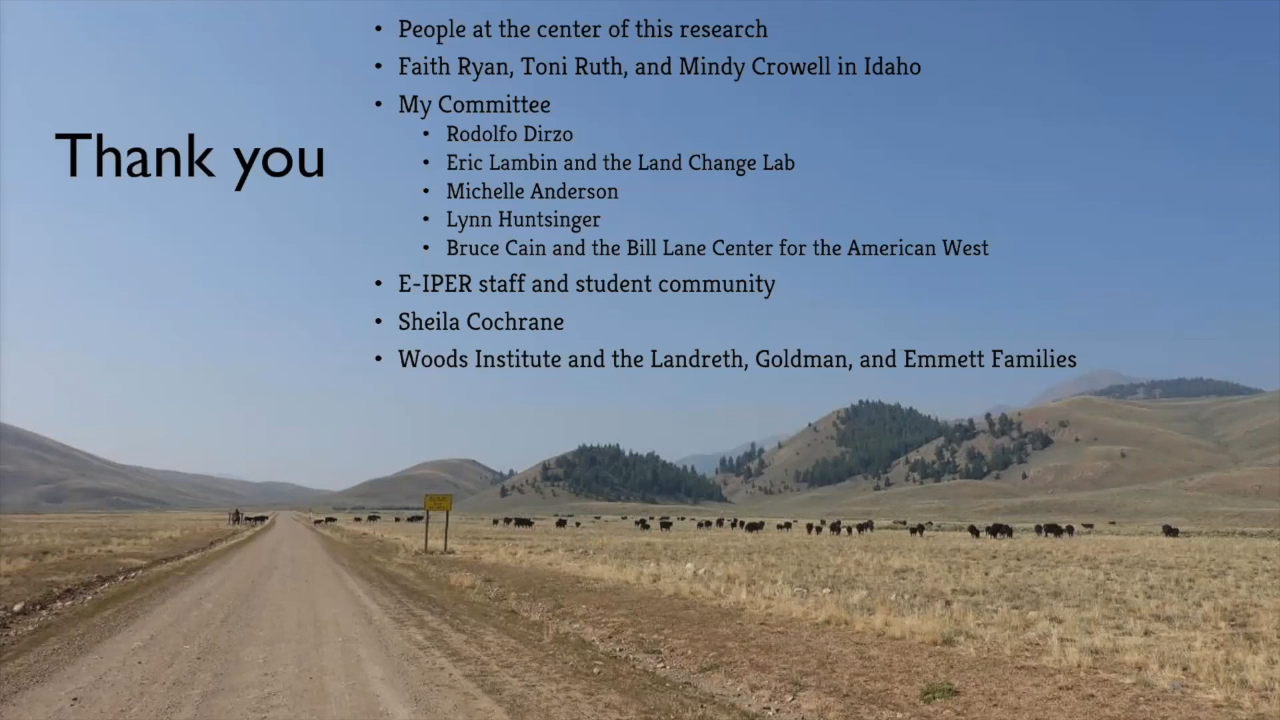 Thank you
• People at the center of this research
• Faith Ryan, Toni Ruth, and Mindy Crowell in Idaho
• My Committee
• Rodolfo Dirzo
• Eric Lambin and the Land Change Lab
• Michelle Anderson
• Lynn Huntsinger
• Bruce Cain and the Bill Lane Center for the American West
• E-IPER staff and student community
• Sheila Cochrane
• Woods Institute and the Landreth, Goldman, and Emmett Families